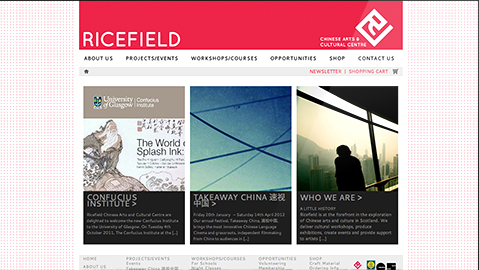 RICEFIELD
CHINESE ARTS &
CULTURAL CENTRE
ABOUT US PROJECTS/EVENTS WORKSHOPS/COURSES OPPORTUNITIES SHOP CONTACT US
NEWSLETTER | SHOPPING CART
University of Glasgow
Confucius Institute
The World of
Splash Ink:
CONFUCIUS
INSTITUTE >
Ricefield Chinese Arts and Cultural Centre are
delighted to welcome the new Confucius Institute
to the University of Glasgow. On Tuesday 4th
October 2011, The Confucius Institute at the [...]
TAKEAWAY CHINA 建设
中国 >
Friday 20th January – Saturday 14th April 2012
Our annual festival, Takeaway China
brings the most innovative Chinese Language
Cinema and grassroots, independent filmmaking
from China to audiences in [...]
WHO WE ARE >
A LITTLE HISTORY
Ricefield is at the forefront in the exploration
of Chinese arts and culture in Scotland. We
deliver cultural workshops, produce
exhibitions, create events and provide support
to artists [...]
HOME PROJECTS/EVENTS WORKSHOPS/COURSES OPPORTUNITIES SHOP
Events For Schools Volunteering Craft Material
ABOUT US Takeaway China Night Classes Membership Ordering Info